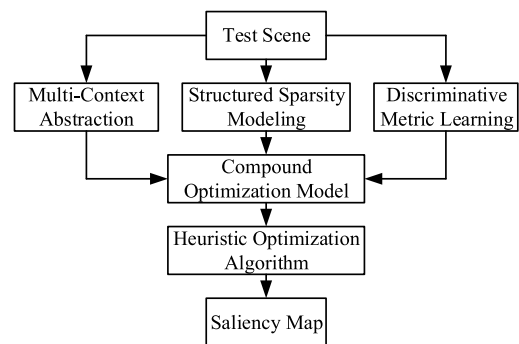 Test Scene
Multi-Context
Abstraction
Structured Sparsity
Modeling
Discriminative
Metric Learning
Compound
Optimization Model
Heuristic Optimization
Algorithm
Saliency Map